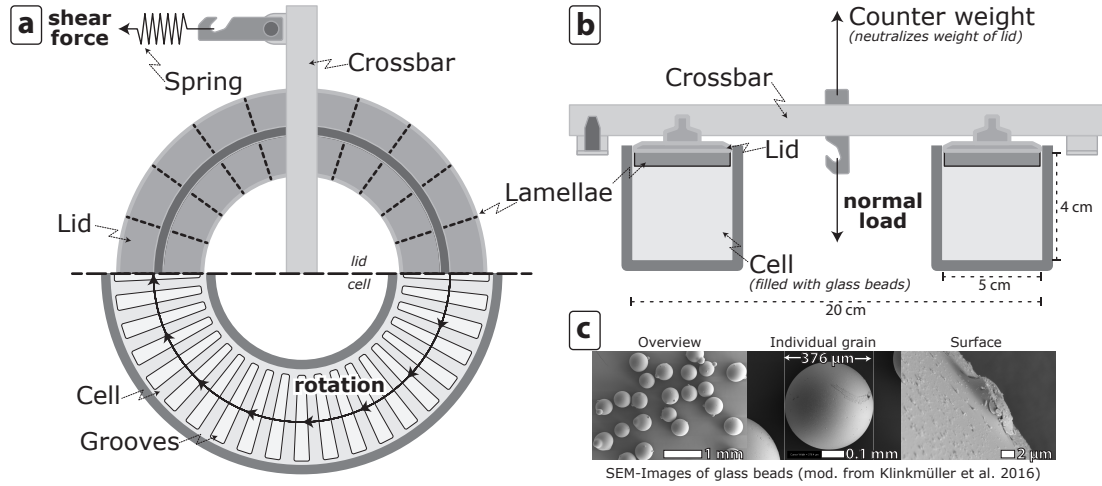 a
shear
force
Spring
Crossbar
Lamellae
Lid
lid
cell
rotation
Cell
Grooves
b
Counter weight
(neutralizes weight of lid)
Crossbar
Lid
normal
load
4 cm
Cell
(filled with glass beads)
5 cm
20 cm
c
Overview
Individual grain
Surface
376 µm
1 mm
0.1 mm
2 µm
SEM-Images of glass beads (mod. from Klinkmüller et al. 2016)